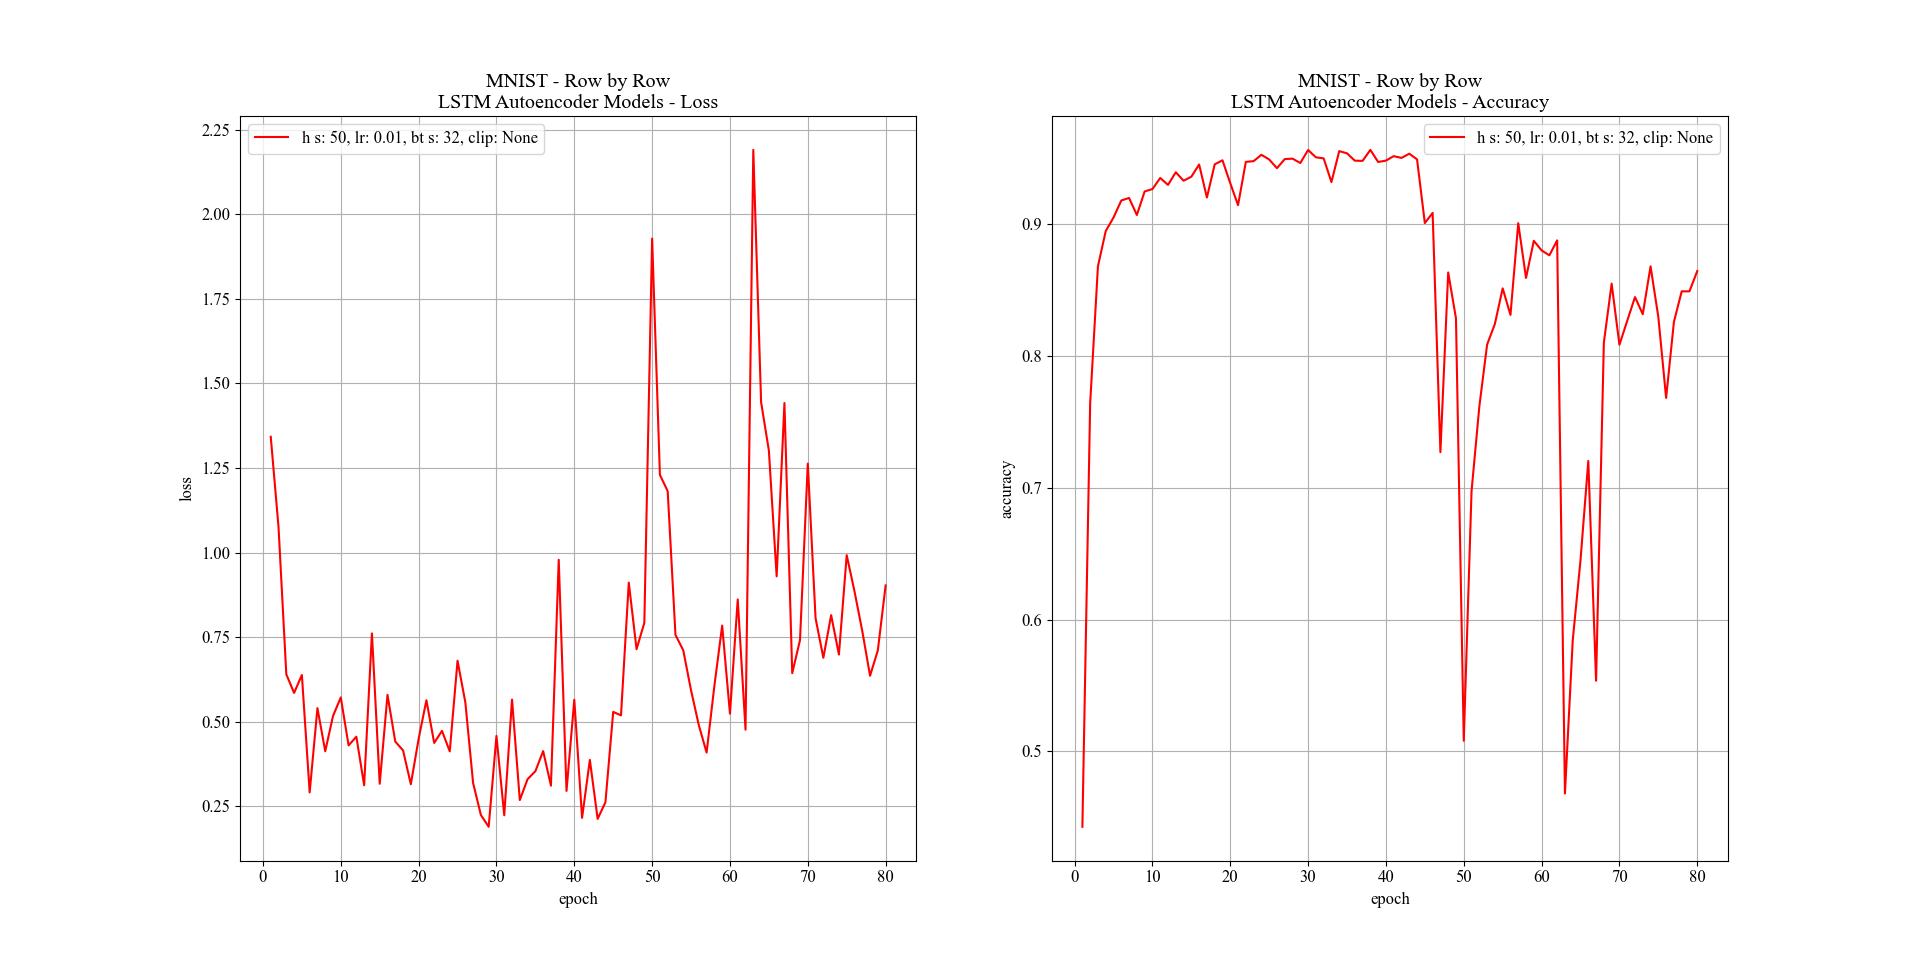 MNIST - Row by Row
LSTM Autoencoder Models - Loss
h s: 50, lr: 0.01, bt s: 32, clip: None
2.25
2.00
1.75
1.50
1.25
1.00
0.75
0.50
0.25
loss
0 10 20 30 40 50 60 70 80
epoch
MNIST - Row by Row
LSTM Autoencoder Models - Accuracy
h s: 50, lr: 0.01, bt s: 32, clip: None
0.9
0.8
0.7
0.6
0.5
accuracy
0 10 20 30 40 50 60 70 80
epoch